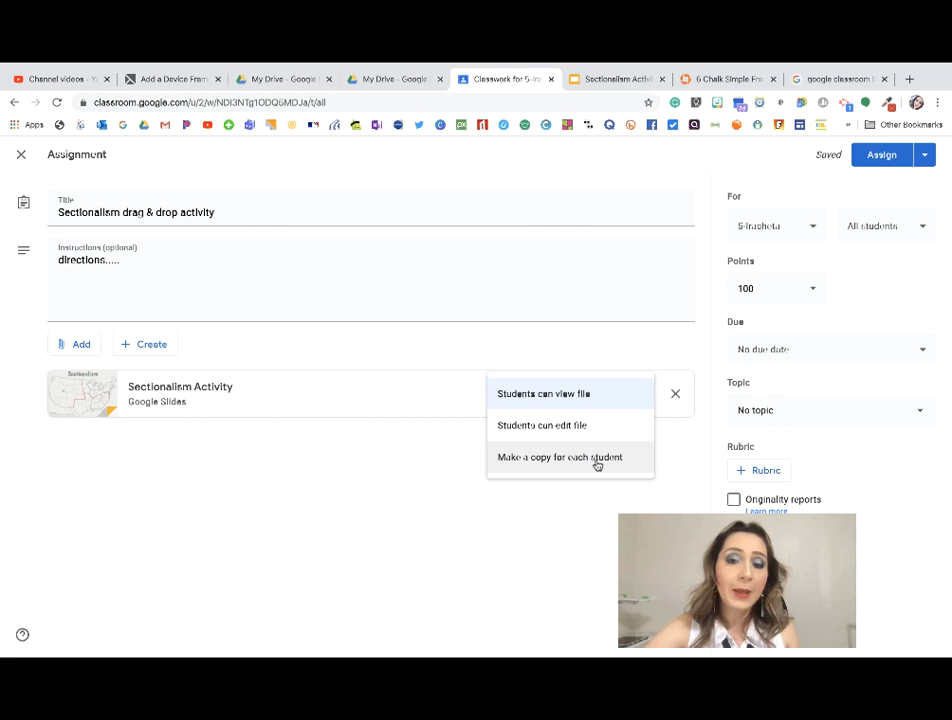 Channel videos - Y
Add a Device Fram
My Drive - Google
My Drive - Google
Classwork for 5-Ira
Sectionalism Activi
6 Chalk Simple Fra
google classroom l
classroom.google.com/u/2/w/NDI3NTg1ODQ5MDJa/t/all
Apps
Other Bookmarks
Assignment
Saved
Assign
Title
Sectionalism drag & drop activity
Instructions (optional)
directions.....
Add
Create
Sectionalism
Sectionalism Activity
Google Slides
Students can view file
Students can edit file
Make a copy for each student
For
5-Iracheta
All students
Points
100
Due
No due date
Topic
No topic
Rubric
Rubric
Originality reports
Learn more